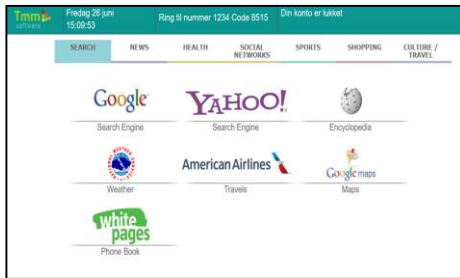 Tmm
software
Fredag 26 juni
15:09:53
Ring til nummer 1234 Code 8515
Din konto er lukket
SEARCH
NEWS
HEALTH
SOCIAL
NETWORKS
SPORTS
SHOPPING
CULTURE /
TRAVEL
Google
Search Engine
YAHOO!
Search Engine
Encyclopedia
Weather
American Airlines
Travels
Google maps
Maps
white
pages
Phone Book